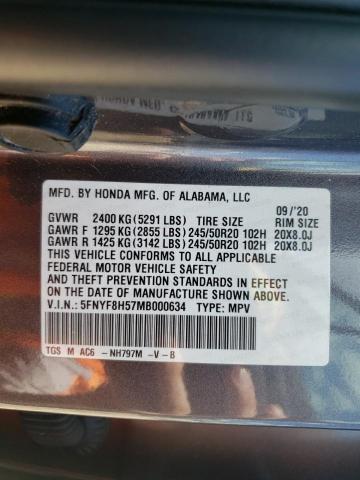 MFD. BY HONDA MFG. OF ALABAMA, LLC
09/'20
GVWR 2400 KG (5291 LBS) TIRE SIZE RIM SIZE
GAWR F 1295 KG (2855 LBS) 245/50R20 102H 20X8.0J
GAWR R 1425 KG (3142 LBS) 245/50R20 102H 20X8.0J
THIS VEHICLE CONFORMS TO ALL APPLICABLE
FEDERAL MOTOR VEHICLE SAFETY
STANDARDS IN EFFECT ON THE DATE OF
MANUFACTURE SHOWN ABOVE.
V.I.N.: 5FNYF8H57MB000634 TYPE: MPV
TGS M AC6 -NH797M -V -B